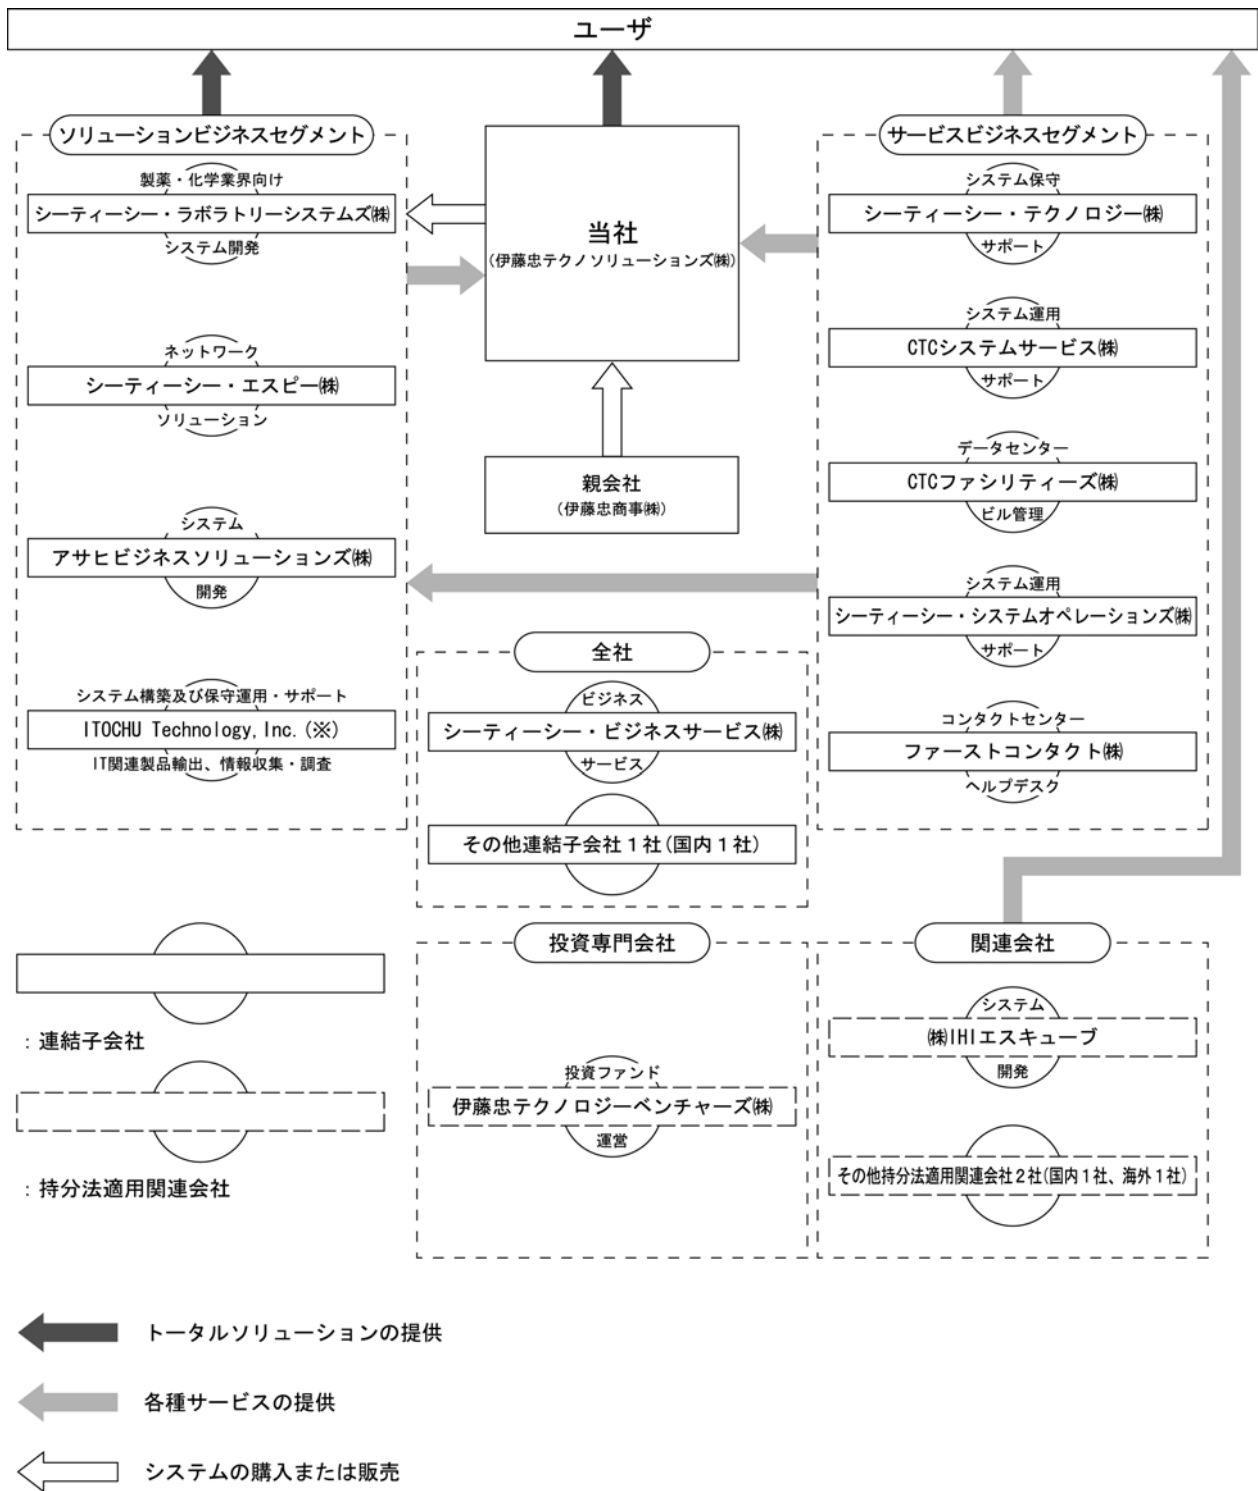 ユーザ
ソリューションビジネスセグメント
製薬・化学業界向け
シーティーシー・ラボラトリーシステムズ㈱
システム開発
ネットワーク
シーティーシー・エスピー㈱
ソリューション
システム
アサヒビジネスソリューションズ㈱
開発
システム構築及び保守運用・サポート
ITOCHU Technology, Inc. (※)
IT関連製品輸出、情報収集・調査
当社
(伊藤忠テクノソリューションズ㈱)
親会社
(伊藤忠商事㈱)
サービスビジネスセグメント
システム保守
シーティーシー・テクノロジー㈱
サポート
システム運用
CTCシステムサービス㈱
サポート
データセンター
CTCファシリティーズ㈱
ビル管理
システム運用
シーティーシー・システムオペレーションズ㈱
サポート
コンタクトセンター
ファーストコンタクト㈱
ヘルプデスク
全社
ビジネス
シーティーシー・ビジネスサービス㈱
サービス
その他連結子会社1社(国内1社)
投資専門会社
投資ファンド
伊藤忠テクノロジーベンチャーズ㈱
運営
関連会社
システム
㈱IHIエスキューブ
開発
その他持分法適用関連会社2社(国内1社、海外1社)
:連結子会社
:持分法適用関連会社
トータルソリューションの提供
各種サービスの提供
システムの購入または販売